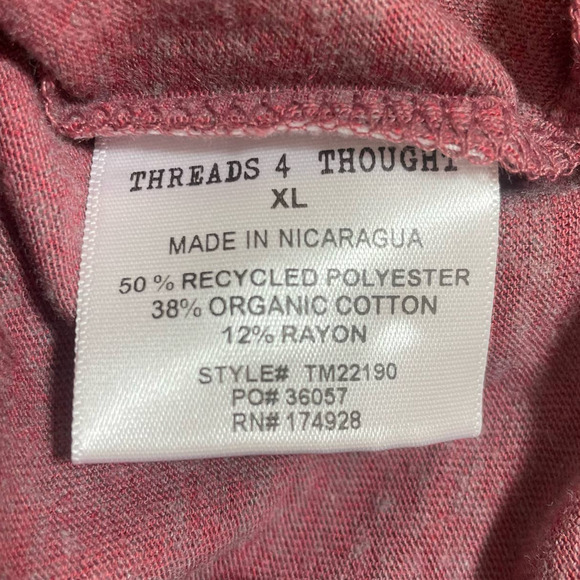 THREADS 4 THOUGHT
XL
MADE IN NICARAGUA
50 % RECYCLED POLYESTER
38% ORGANIC COTTON
12% RAYON
STYLE# TM22190
PO# 36057
RN# 174928